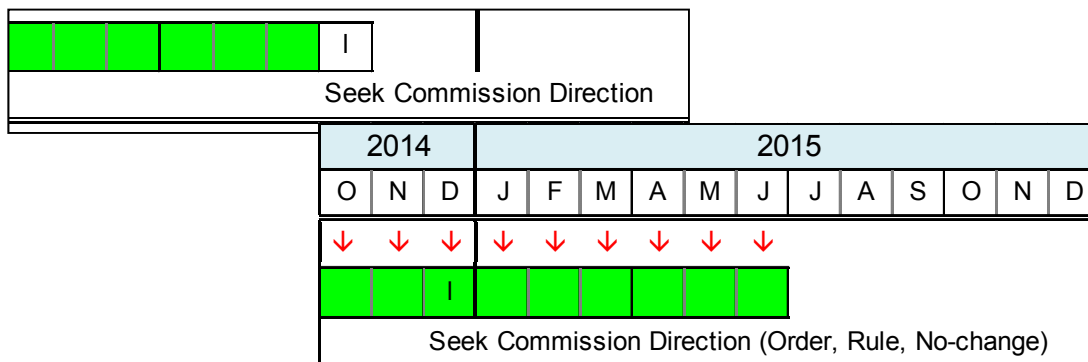 I
Seek Commission Direction
2014 2015
O N D J F M A M J J A S O N D
↓ ↓ ↓ ↓ ↓ ↓ ↓ ↓ ↓
I
Seek Commission Direction (Order, Rule, No-change)